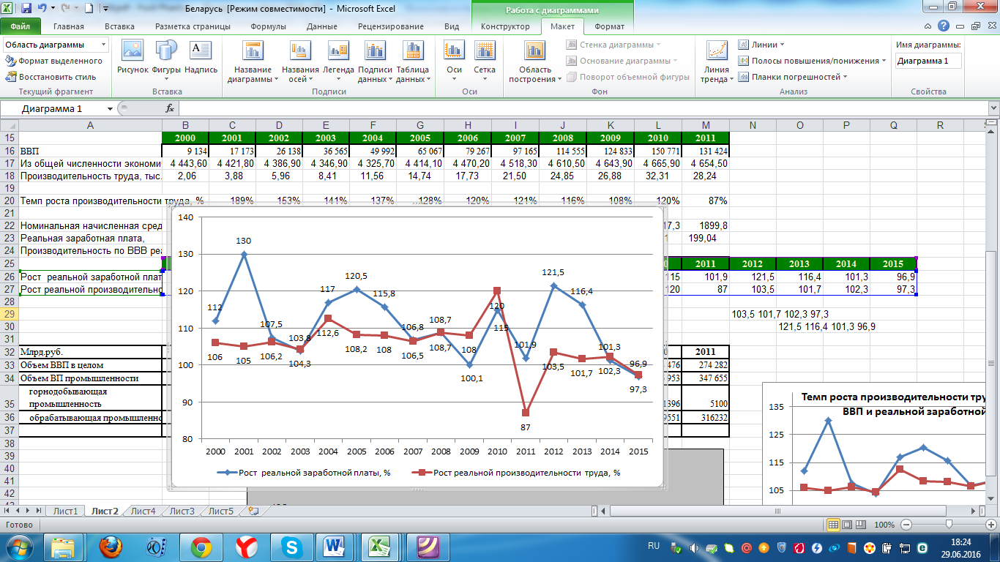 Беларусь [Режим совместимости] - Microsoft Excel
Работа с диаграммами
Файл Главная Вставка Разметка страницы Формулы Данные Рецензирование Вид Конструктор Макет Формат
Область диаграммы
Формат выделенного
Восстановить стиль
Текущий фрагмент
Рисунок Фигуры Надпись
Вставка
Название диаграммы Названия осей Легенда Подписи данных Таблица данных
Подписи
Оси Сетка
Оси
Область построения
Стенка диаграммы
Основание диаграммы
Поворот объемной фигуры
Фон
Линия тренда
Линии
Полосы повышения/понижения
Планки погрешностей
Анализ
Имя диаграммы:
Диаграмма 1
Свойства
Диаграмма 1 fx
A B C D E F G H I J K L M N O P Q R
15 2000 2001 2002 2003 2004 2005 2006 2007 2008 2009 2010 2011
16 ВВП 9 134 17 173 26 138 36 565 49 992 65 067 79 267 97 165 114 555 124 833 150 771 131 424
17 Из общей численности экономи 4 443,60 4 421,80 4 386,90 4 346,90 4 325,70 4 414,10 4 470,20 4 518,30 4 610,50 4 643,90 4 665,90 4 654,50
18 Производительность труда, тыс. 2,06 3,88 5,96 8,41 11,56 14,74 17,73 21,50 24,85 26,88 32,31 28,24
19
20 Темп роста производительности труда, % 189% 153% 141% 137% 128% 120% 121% 116% 108% 120% 87%
21
22 Номинальная начисленная сред 17,3 1899,8
23 Реальная заработная плата, 199,04
24 Производительность по ВВВ ре
25 2011 2012 2013 2014 2015
26 Рост реальной заработной плат 115 101,9 121,5 116,4 101,3 96,9
27 Рост реальной производительно 120 87 103,5 101,7 102,3 97,3
28
29 103,5 101,7 102,3 97,3
30 121,5 116,4 101,3 96,9
31
32 Млрд.руб. 2011
33 Объем ВВП в целом 476 274 282
34 Объем ВП промышленности 953 347 655
35 горнодобывающая промышленность 1396 5100
36 обрабатывающая промышленно 9551 316232
37
38
39
40
41
42
140
130
120
110
100
90
80
112 130 107,5 103,8 117 120,5 115,8 106,8 108,7 100,1 115 101,9 121,5 116,4 101,3 96,9
106 105 106,2 104,3 112,6 108,2 108 106,5 108,7 108 120 87 103,5 101,7 102,3 97,3
2000 2001 2002 2003 2004 2005 2006 2007 2008 2009 2010 2011 2012 2013 2014 2015
Рост реальной заработной платы, % Рост реальной производительности труда, %
Темп роста производительности тру
ВВП и реальной заработной
135
125
115
105
Лист1 Лист2 Лист4 Лист3 Лист5
Готово 100%
RU 18:24
29.06.2016